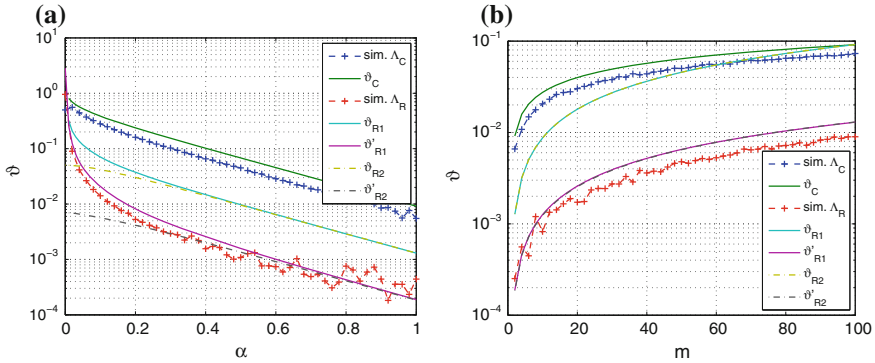 (a)
10^1
10^0
10^-1
10^-2
10^-3
10^-4
ϑ
0
0.2
0.4
0.6
0.8
1
α
sim. Λ_C
ϑ_C
sim. Λ_R
ϑ_R1
ϑ'_R1
ϑ_R2
ϑ'_R2
(b)
10^-1
10^-2
10^-3
10^-4
ϑ
0
20
40
60
80
100
m
sim. Λ_C
ϑ_C
sim. Λ_R
ϑ_R1
ϑ'_R1
ϑ_R2
ϑ'_R2